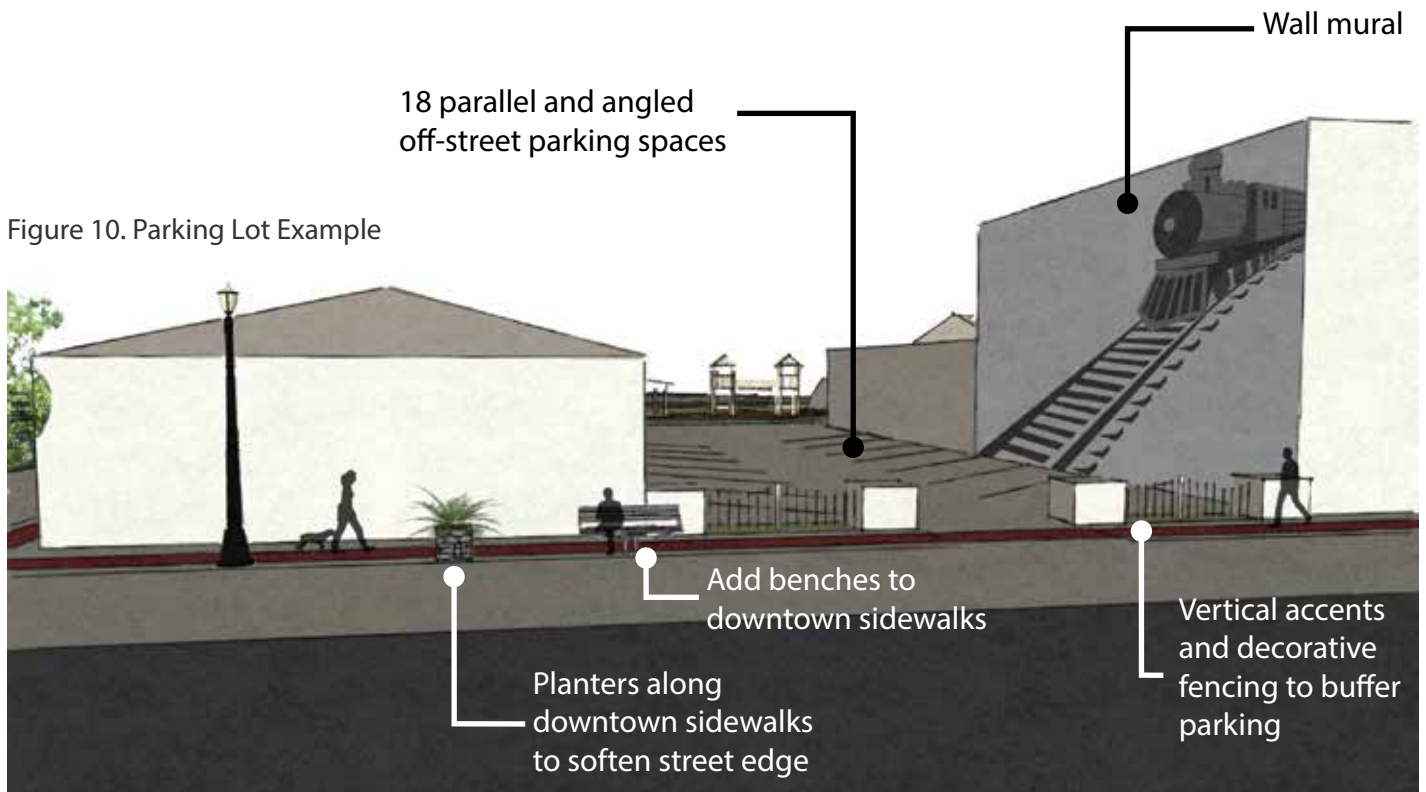 Wall mural
18 parallel and angled
off-street parking spaces
Figure 10. Parking Lot Example
Add benches to
downtown sidewalks
Planters along
downtown sidewalks
to soften street edge
Vertical accents
and decorative
fencing to buffer
parking